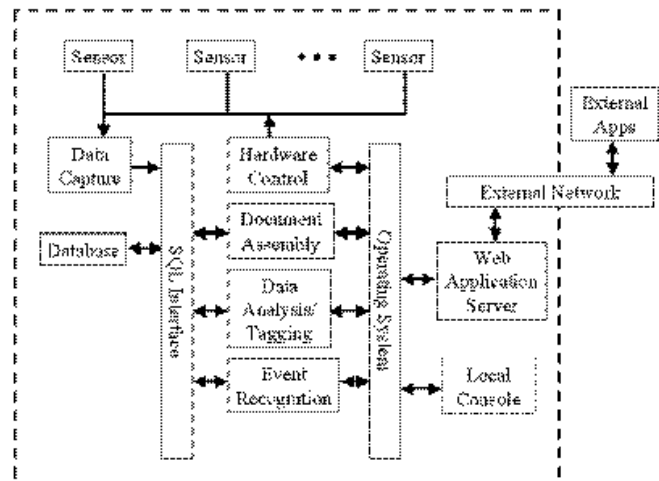 Sensor
Sensor
Sensor
External
Apps
Data
Capture
Hardware
Control
External Network
Document
Assembly
Database
SQL Interface
Operating System
Web
Application
Server
Data
Analysis/
Tagging
Event
Recognition
Local
Console